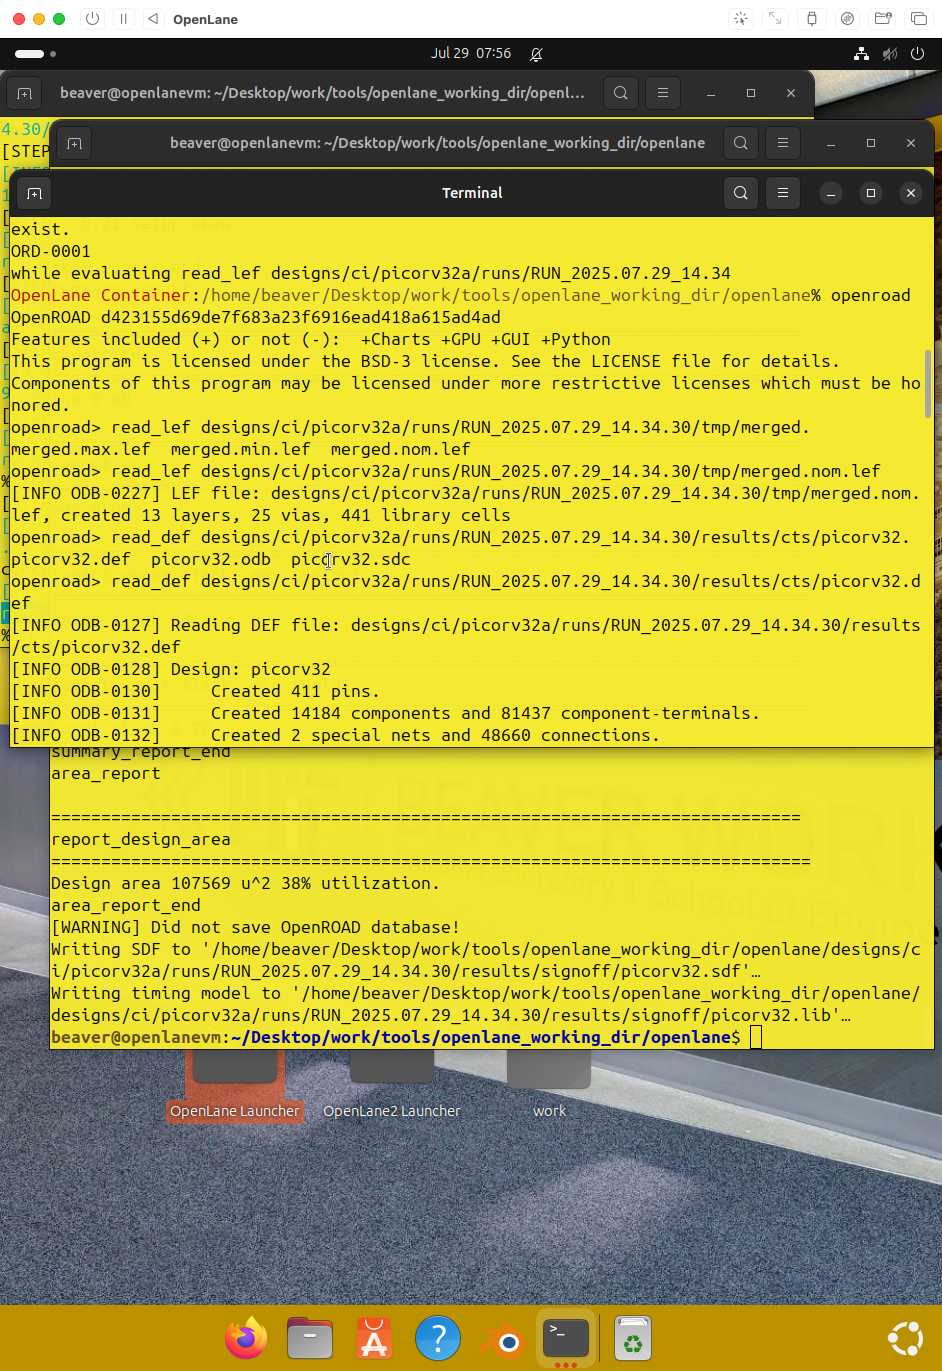 OpenLane
Jul 29 07:56
beaver@openlanevm: ~/Desktop/work/tools/openlane_working_dir/openl…
4.30/
[STEP
beaver@openlanevm: ~/Desktop/work/tools/openlane_working_dir/openlane
Terminal
exist.
ORD-0001
while evaluating read_lef designs/ci/picorv32a/runs/RUN_2025.07.29_14.34
OpenLane Container:/home/beaver/Desktop/work/tools/openlane_working_dir/openlane% openroad
OpenROAD d423155d69de7f683a23f6916ead418a615ad4ad
Features included (+) or not (-):  +Charts +GPU +GUI +Python
This program is licensed under the BSD-3 license. See the LICENSE file for details.
Components of this program may be licensed under more restrictive licenses which must be ho
nored.
openroad> read_lef designs/ci/picorv32a/runs/RUN_2025.07.29_14.34.30/tmp/merged.
merged.max.lef  merged.min.lef  merged.nom.lef
openroad> read_lef designs/ci/picorv32a/runs/RUN_2025.07.29_14.34.30/tmp/merged.nom.lef
[INFO ODB-0227] LEF file: designs/ci/picorv32a/runs/RUN_2025.07.29_14.34.30/tmp/merged.nom.
lef, created 13 layers, 25 vias, 441 library cells
openroad> read_def designs/ci/picorv32a/runs/RUN_2025.07.29_14.34.30/results/cts/picorv32.
picorv32.def  picorv32.odb  picorv32.sdc
openroad> read_def designs/ci/picorv32a/runs/RUN_2025.07.29_14.34.30/results/cts/picorv32.d
ef
[INFO ODB-0127] Reading DEF file: designs/ci/picorv32a/runs/RUN_2025.07.29_14.34.30/results
/cts/picorv32.def
[INFO ODB-0128] Design: picorv32
[INFO ODB-0130]     Created 411 pins.
[INFO ODB-0131]     Created 14184 components and 81437 component-terminals.
[INFO ODB-0132]     Created 2 special nets and 48660 connections.
summary_report_end
area_report
===========================================================================
report_design_area
============================================================================
Design area 107569 u^2 38% utilization.
area_report_end
[WARNING] Did not save OpenROAD database!
Writing SDF to '/home/beaver/Desktop/work/tools/openlane_working_dir/openlane/designs/c
i/picorv32a/runs/RUN_2025.07.29_14.34.30/results/signoff/picorv32.sdf'…
Writing timing model to '/home/beaver/Desktop/work/tools/openlane_working_dir/openlane/
designs/ci/picorv32a/runs/RUN_2025.07.29_14.34.30/results/signoff/picorv32.lib'…
beaver@openlanevm:~/Desktop/work/tools/openlane_working_dir/openlane$
BEAVER WORK
Laboratory | School of Engine
OpenLane Launcher
OpenLane2 Launcher
work